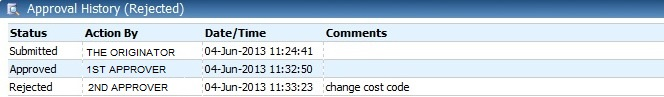 Approval History (Rejected)
Status Action By Date/Time Comments
Submitted THE ORIGINATOR 04-Jun-2013 11:24:41
Approved 1ST APPROVER 04-Jun-2013 11:32:50
Rejected 2ND APPROVER 04-Jun-2013 11:33:23 change cost code